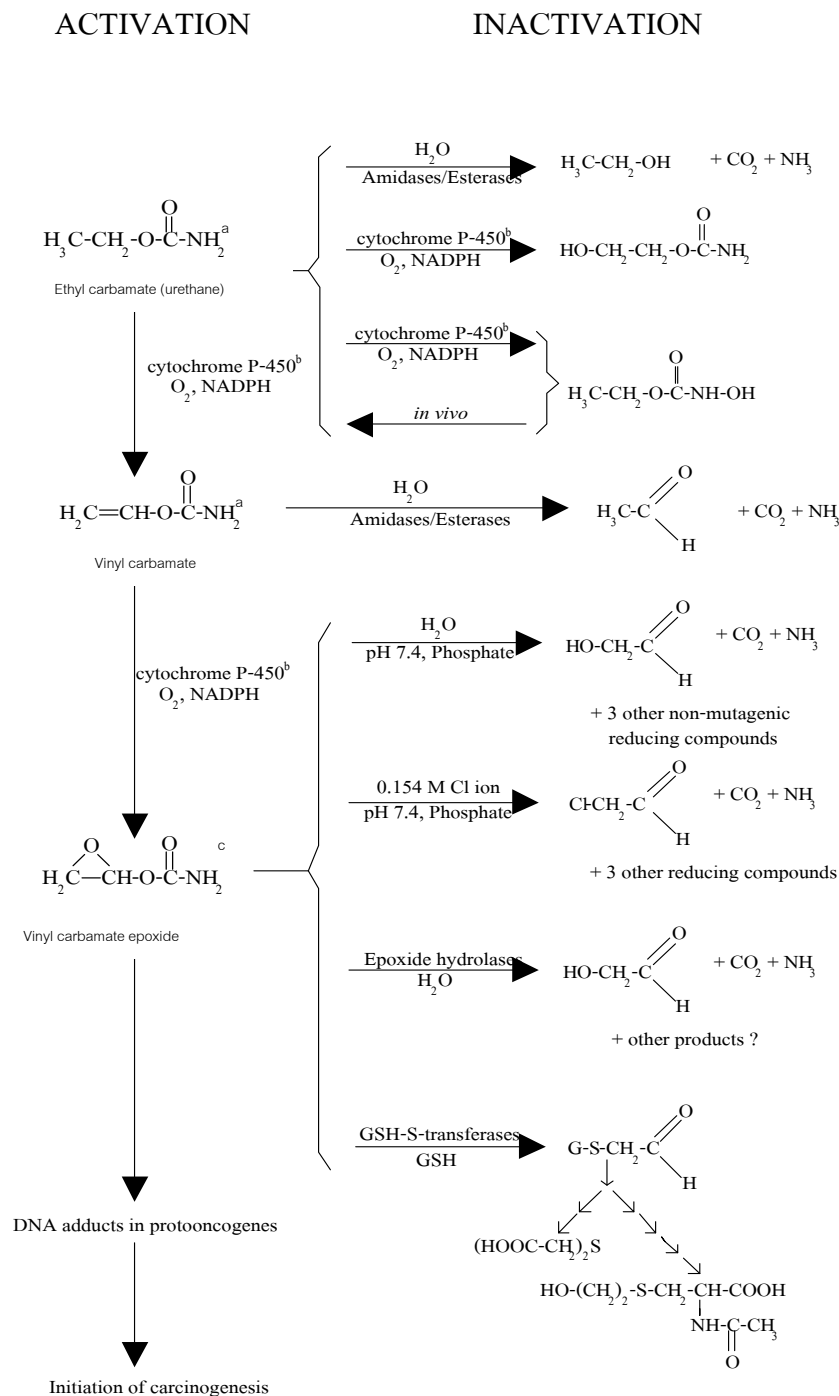 ACTIVATION
INACTIVATION
H₂O
Amidases/Esterases
H₃C-CH₂-OH + CO₂ + NH₃
O
H₃C-CH₂-O-C-NH₂ᵃ
Ethyl carbamate (urethane)
cytochrome P-450ᵇ
O₂, NADPH
O
HO-CH₂-CH₂-O-C-NH₂
cytochrome P-450ᵇ
O₂, NADPH
cytochrome P-450ᵇ
O₂, NADPH
in vivo
O
H₃C-CH₂-O-C-NH-OH
O
H₂C=CH-O-C-NH₂ᵃ
Vinyl carbamate
H₂O
Amidases/Esterases
O
H₃C-C + CO₂ + NH₃
H
cytochrome P-450ᵇ
O₂, NADPH
H₂O
pH 7.4, Phosphate
O
HO-CH₂-C + CO₂ + NH₃
H
+ 3 other non-mutagenic
reducing compounds
0.154 M Cl ion
pH 7.4, Phosphate
O
Cl-CH₂-C + CO₂ + NH₃
H
+ 3 other reducing compounds
O O c
H₂C—CH-O-C-NH₂
Vinyl carbamate epoxide
Epoxide hydrolases
H₂O
O
HO-CH₂-C + CO₂ + NH₃
H
+ other products ?
GSH-S-transferases
GSH
O
G-S-CH₂-C
H
(HOOC-CH₂)₂S
HO-(CH₂)₂-S-CH₂-CH-COOH
NH-C-CH₃
O
DNA adducts in protooncogenes
Initiation of carcinogenesis